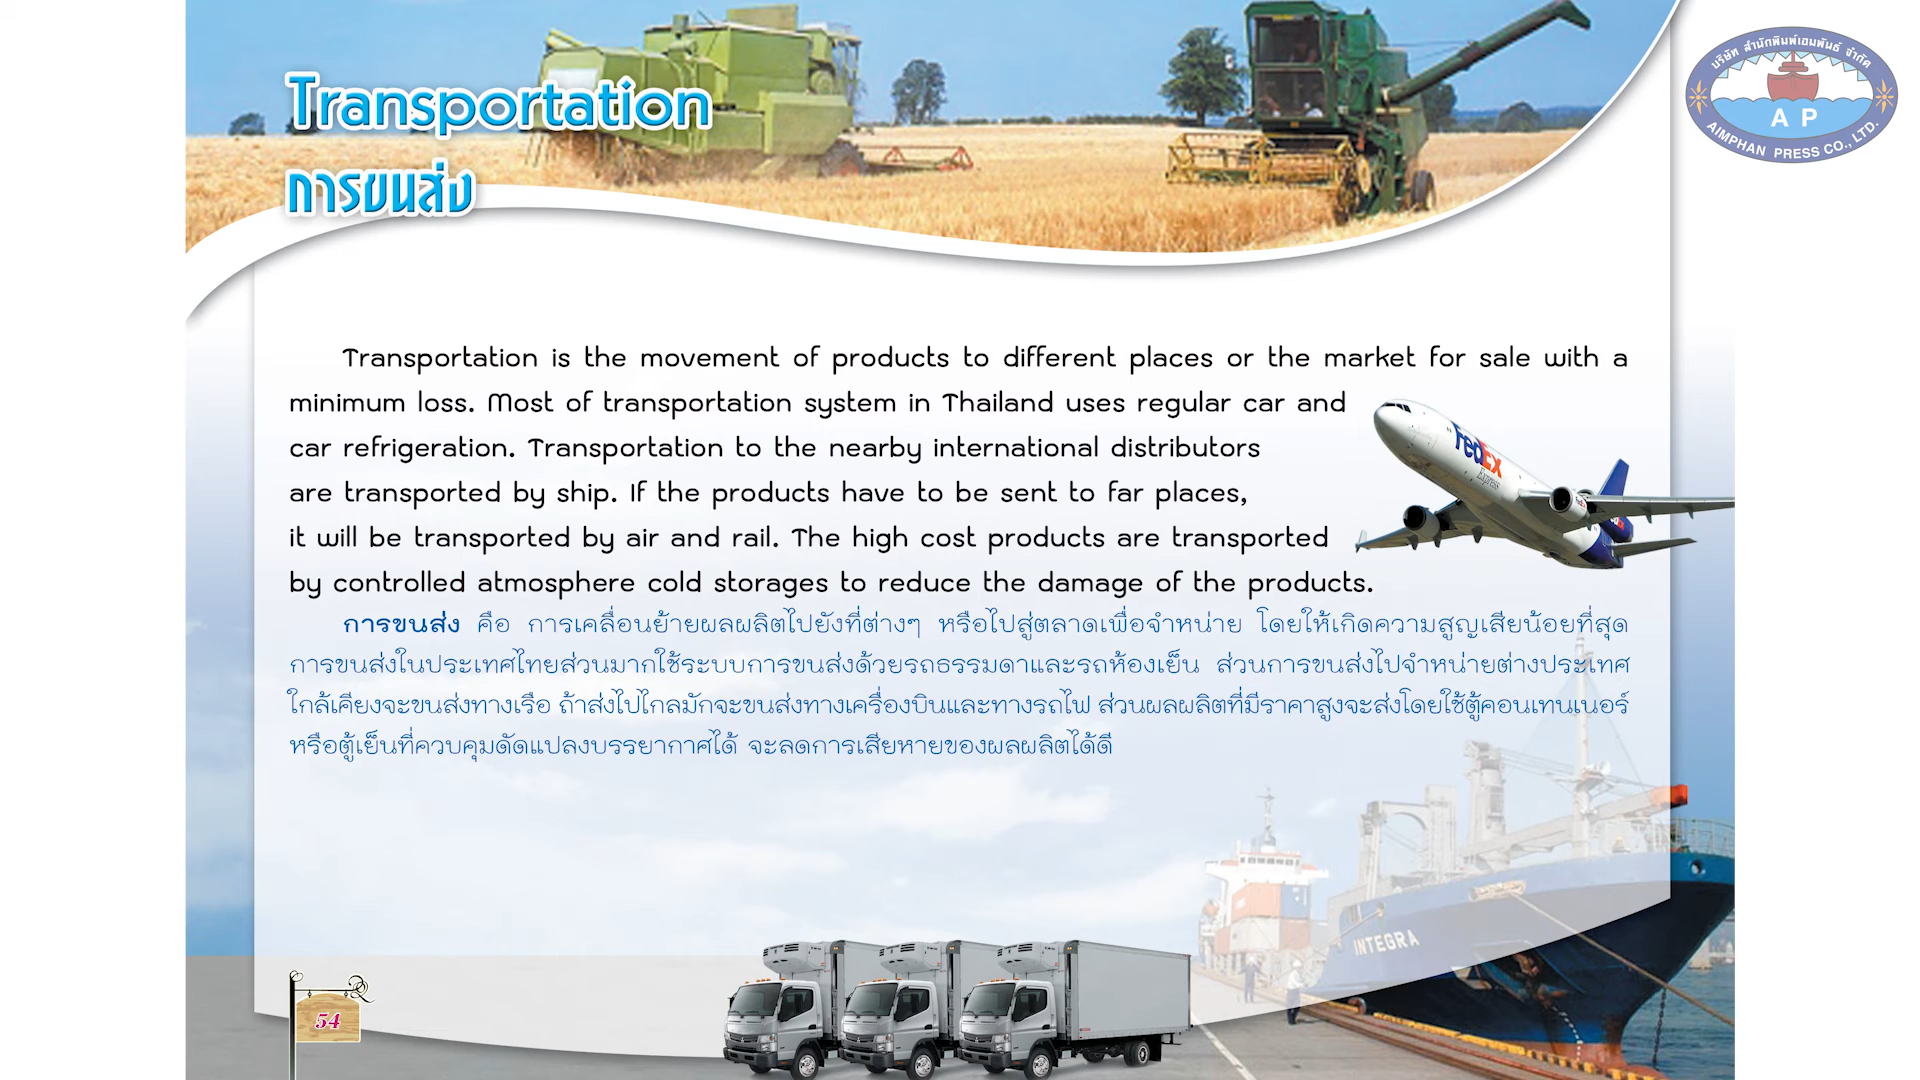 Transportation
การขนส่ง
บริษัท สำนักพิมพ์เอมพันธ์ จำกัด
A P
AIMPHAN PRESS CO., LTD.
Transportation is the movement of products to different places or the market for sale with a
minimum loss. Most of transportation system in Thailand uses regular car and
car refrigeration. Transportation to the nearby international distributors
are transported by ship. If the products have to be sent to far places,
it will be transported by air and rail. The high cost products are transported
by controlled atmosphere cold storages to reduce the damage of the products.
FedEx
Express
การขนส่ง คือ การเคลื่อนย้ายผลผลิตไปยังที่ต่างๆ หรือไปสู่ตลาดเพื่อจำหน่าย โดยให้เกิดความสูญเสียน้อยที่สุด
การขนส่งในประเทศไทยส่วนมากใช้ระบบการขนส่งด้วยรถธรรมดาและรถห้องเย็น ส่วนการขนส่งไปจำหน่ายต่างประเทศ
ใกล้เคียงจะขนส่งทางเรือ ถ้าส่งไปไกลมักจะขนส่งทางเครื่องบินและทางรถไฟ ส่วนผลผลิตที่มีราคาสูงจะส่งโดยใช้ตู้คอนเทนเนอร์
หรือตู้เย็นที่ควบคุมดัดแปลงบรรยากาศได้ จะลดการเสียหายของผลผลิตได้ดี
INTEGRA
54